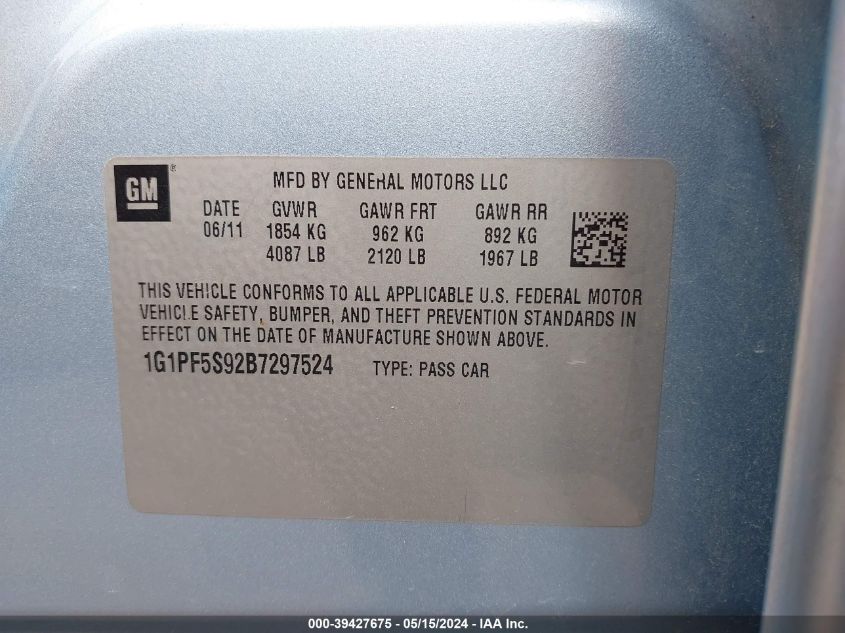 GM ®
MFD BY GENERAL MOTORS LLC
DATE GVWR GAWR FRT GAWR RR
06/11 1854 KG 962 KG 892 KG
4087 LB 2120 LB 1967 LB
THIS VEHICLE CONFORMS TO ALL APPLICABLE U.S. FEDERAL MOTOR
VEHICLE SAFETY, BUMPER, AND THEFT PREVENTION STANDARDS IN
EFFECT ON THE DATE OF MANUFACTURE SHOWN ABOVE.
1G1PF5S92B7297524 TYPE: PASS CAR
000-39427675 - 05/15/2024 - IAA Inc.